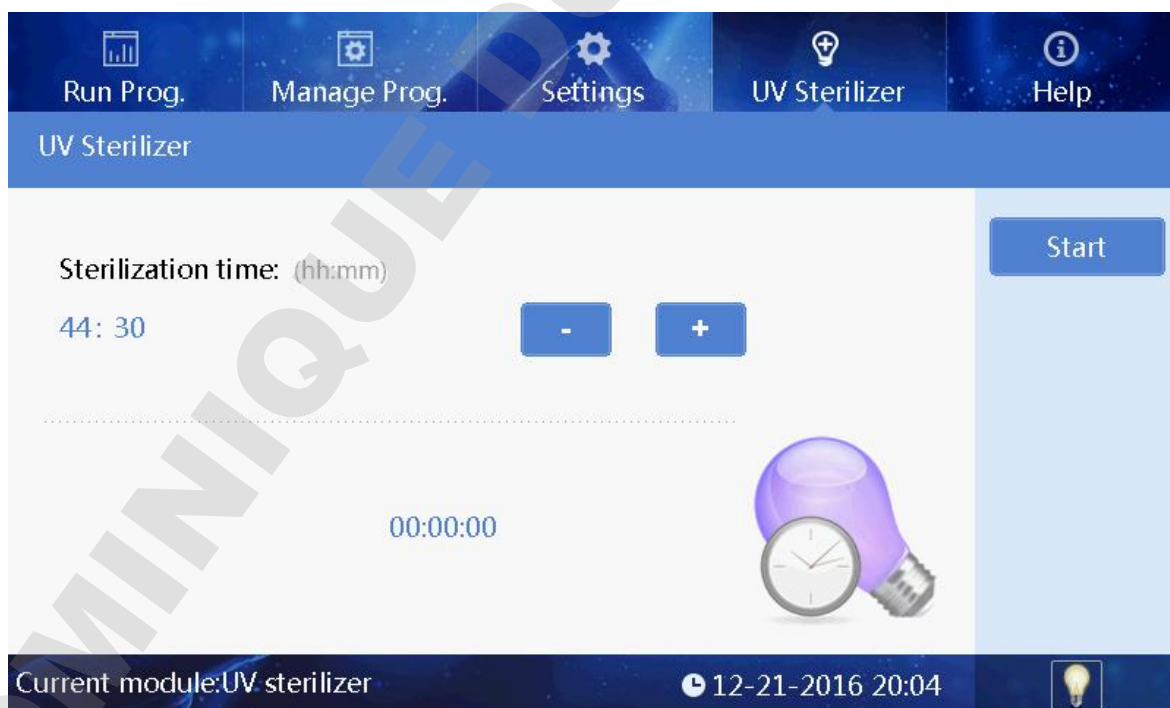 Run Prog. Manage Prog. Settings UV Sterilizer Help
UV Sterilizer
Start
Sterilization time: (hh:mm)
44: 30 - +
00:00:00
Current module:UV sterilizer 12-21-2016 20:04